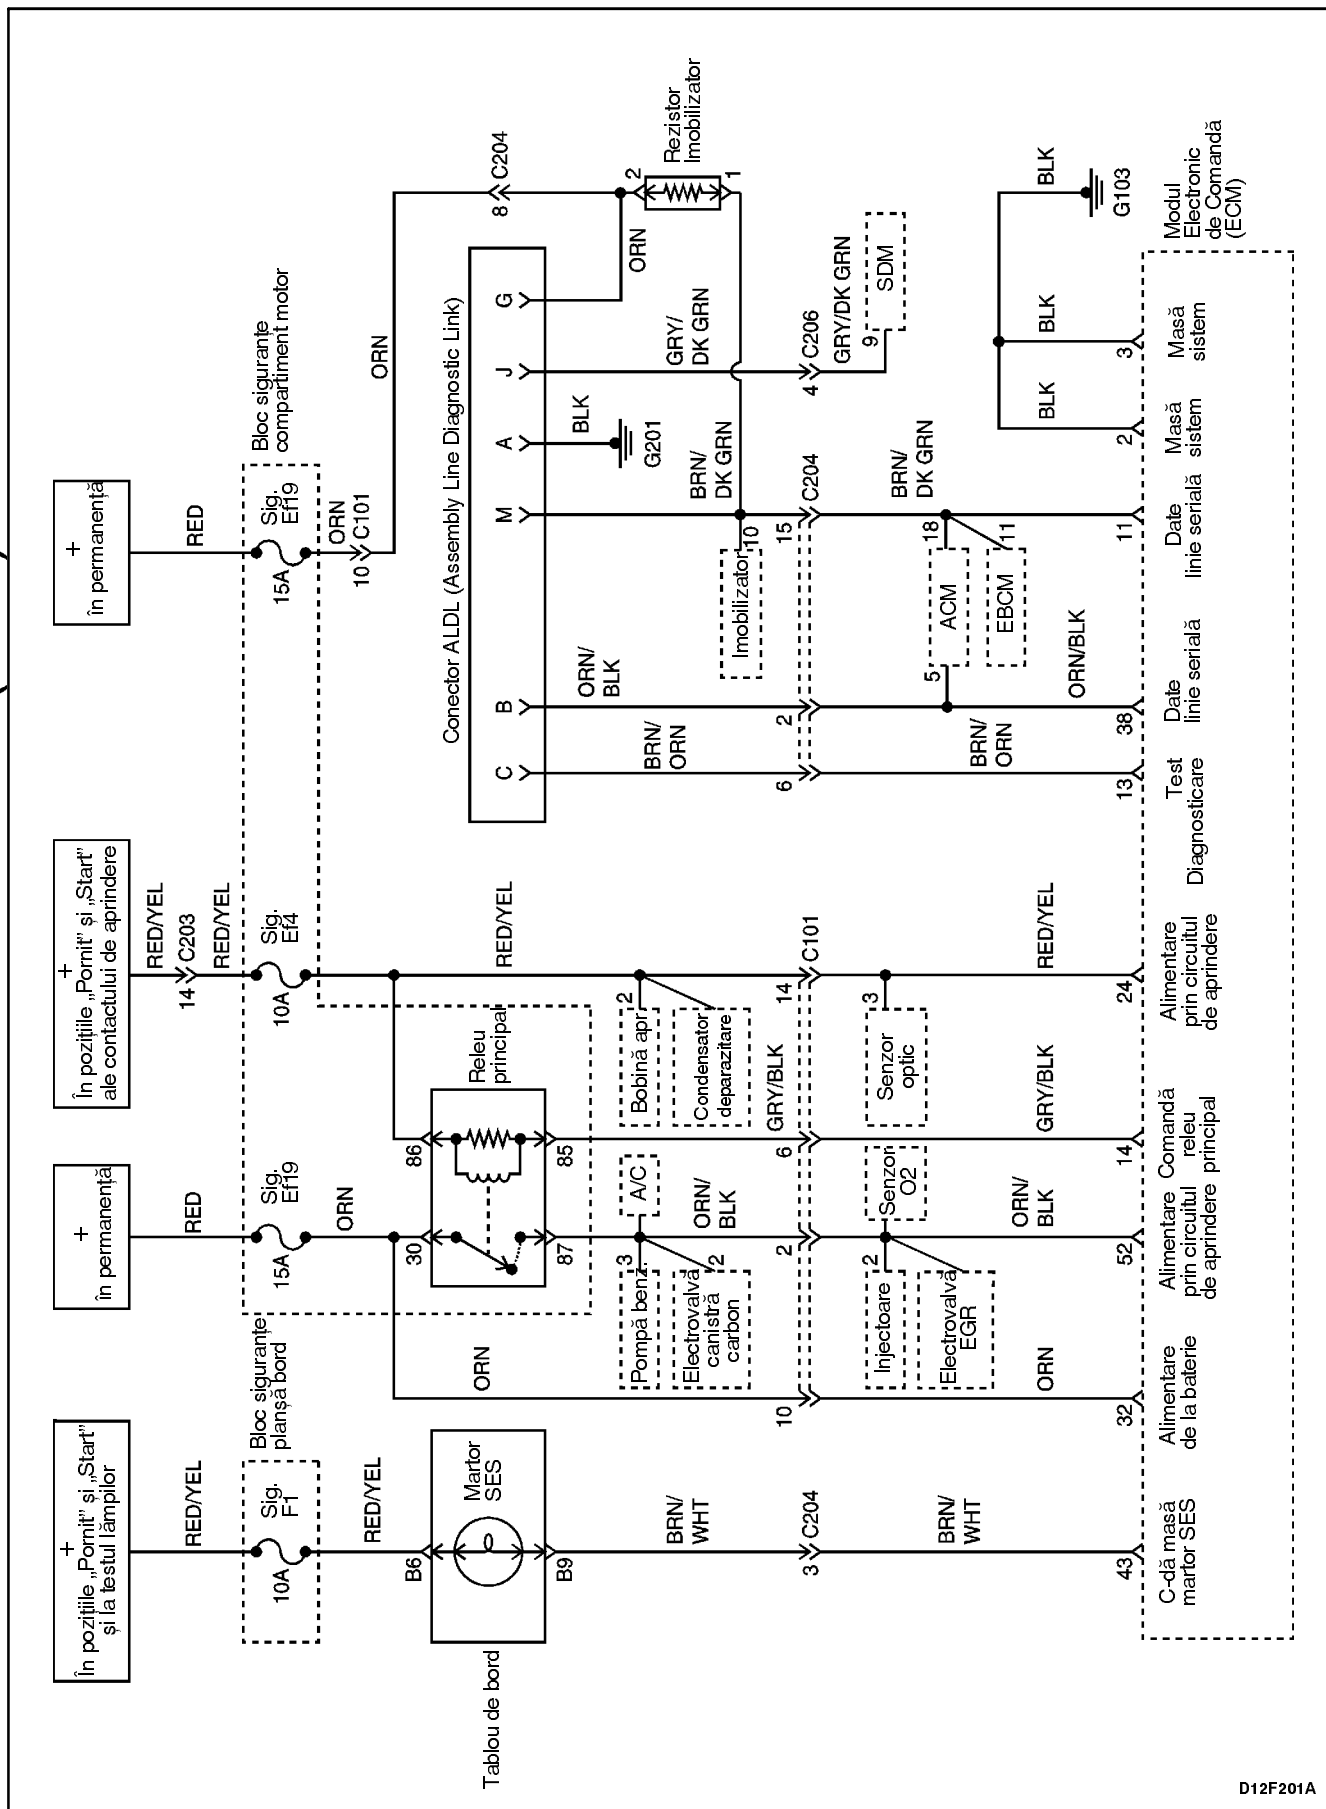 +
În poziţiile „Pornit” şi „Start”
şi la testul lămpilor
RED/YEL
Bloc siguranţe
planşă bord
Sig.
F1
10A
RED/YEL
Tablou de bord
B6
Martor
SES
B9
BRN/
WHT
3
C204
BRN/
WHT
43
C-dă masă
martor SES
+
în permanenţă
RED
Sig.
Ef19
15A
ORN
ORN
10
ORN
32
Alimentare
de la baterie
Releu
principal
30
87
86
85
A/C
3
Pompă benz.
2
Electrovalvă
canistră
carbon
ORN/
BLK
2
Senzor
O2
2
Injectoare
Electrovalvă
EGR
ORN/
BLK
52
Alimentare
prin circuitul
de aprindere
GRY/BLK
6
GRY/BLK
14
Comandă
releu
principal
+
În poziţiile „Pornit” şi „Start”
ale contactului de aprindere
RED/YEL
14
C203
RED/YEL
Sig.
Ef4
10A
RED/YEL
2
Bobină apr.
Condensator
deparazitare
14
C101
3
Senzor
optic
RED/YEL
24
Alimentare
prin circuitul
de aprindere
+
în permanenţă
RED
Bloc siguranţe
compartiment motor
Sig.
Ef19
15A
ORN
10
C101
ORN
8
C204
Conector ALDL (Assembly Line Diagnostic Link)
C
B
M
A
J
G
BRN/
ORN
6
BRN/
ORN
13
Test
Diagnosticare
ORN/
BLK
2
5
ORN/BLK
38
Date
linie serială
Imobilizator
10
BRN/
DK GRN
15
C204
BRN/
DK GRN
18
ACM
11
EBCM
11
Date
linie serială
BLK
G201
GRY/
DK GRN
4
C206
GRY/DK GRN
9
SDM
ORN
2
Rezistor
Imobilizator
1
BLK
2
Masă
sistem
BLK
3
Masă
sistem
BLK
G103
Modul
Electronic
de Comandă
(ECM)
D12F201A